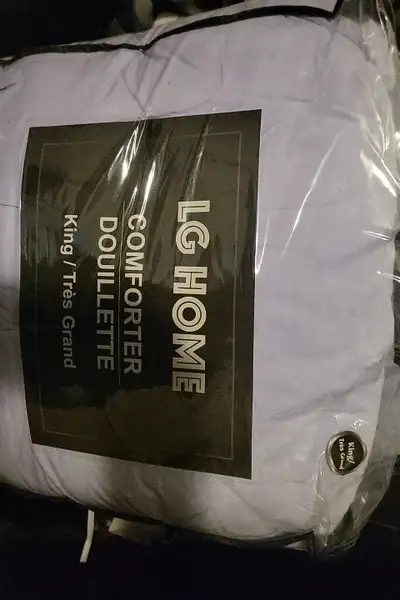 LG HOME
COMFORTER
DOUILLETTE
King / Très Grand
King/
Très Grand